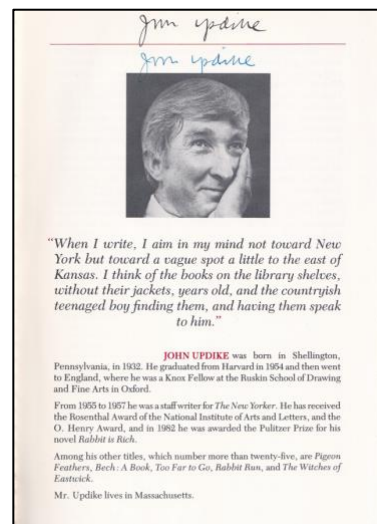 John Updike
John Updike
"When I write, I aim in my mind not toward New
York but toward a vague spot a little to the east of
Kansas. I think of the books on the library shelves,
without their jackets, years old, and the countryish
teenaged boy finding them, and having them speak
to him."
JOHN UPDIKE was born in Shellington,
Pennsylvania, in 1932. He graduated from Harvard in 1954 and then went
to England, where he was a Knox Fellow at the Ruskin School of Drawing
and Fine Arts in Oxford.
From 1955 to 1957 he was a staff writer for The New Yorker. He has received
the Rosenthal Award of the National Institute of Arts and Letters, and the
O. Henry Award, and in 1982 he was awarded the Pulitzer Prize for his
novel Rabbit is Rich.
Among his other titles, which number more than twenty-five, are Pigeon
Feathers, Bech: A Book, Too Far to Go, Rabbit Run, and The Witches of
Eastwick.
Mr. Updike lives in Massachusetts.